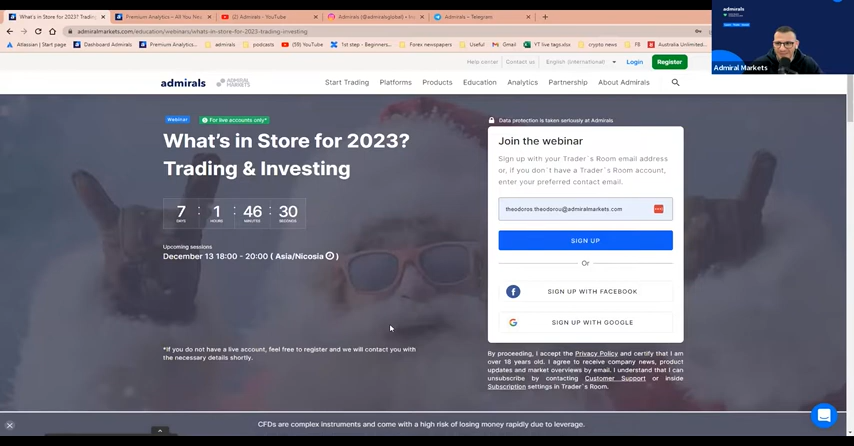 What's in Store for 2023? Tradin
Premium Analytics – All You Nee
Admirals - YouTube
Admirals (@admiralsglobal) • Ins
Admirals – Telegram
admiralmarkets.com/education/webinars/whats-in-store-for-2023-trading-investing
Atlassian | Start page
Dashboard Admirals
Education/Analytics...
admirals
podcasts
(59) YouTube
1st step - Beginners...
Forex newspapers
Useful
Gmail
YT live tags.xlsx
crypto news
FB
Australia Unlimited...
admirals
Admiral Markets
Help center
Contact us
English (International)
Login
Register
admirals
ADMIRAL MARKETS
Start Trading
Platforms
Products
Education
Analytics
Partnership
About Admirals
Webinar
For live accounts only*
What's in Store for 2023?
Trading & Investing
7 : 1 : 46 : 30
DAYS HOURS MINUTES SECONDS
Upcoming sessions
December 13 18:00 - 20:00 ( Asia/Nicosia )
*If you do not have a live account, feel free to register and we will contact you with
the necessary details shortly.
Data protection is taken seriously at Admirals
Join the webinar
Sign up with your Trader`s Room email address
or, if you don`t have a Trader`s Room account,
enter your preferred contact email.
theodoros.theodorou@admiralmarkets.com
SIGN UP
Or
SIGN UP WITH FACEBOOK
SIGN UP WITH GOOGLE
By proceeding, I accept the Privacy Policy and certify that I am
over 18 years old. I agree to receive company news, product
updates and market overviews by email. I understand that I can
unsubscribe by contacting Customer Support or inside
Subscription settings in Trader`s Room.
CFDs are complex instruments and come with a high risk of losing money rapidly due to leverage.